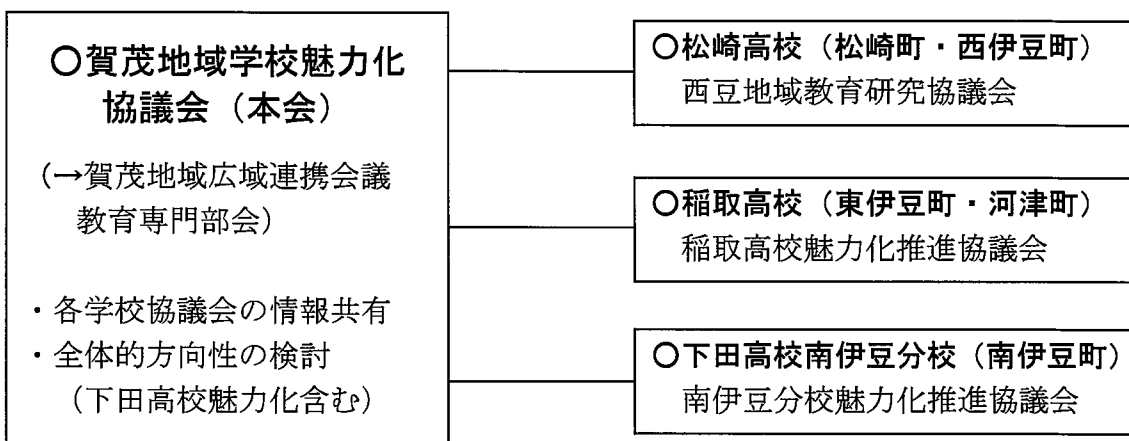 〇賀茂地域学校魅力化
協議会（本会）
（→賀茂地域広域連携会議
教育専門部会）
・各学校協議会の情報共有
・全体的方向性の検討
（下田高校魅力化含む）
〇松崎高校（松崎町・西伊豆町）
西豆地域教育研究協議会
〇稲取高校（東伊豆町・河津町）
稲取高校魅力化推進協議会
〇下田高校南伊豆分校（南伊豆町）
南伊豆分校魅力化推進協議会